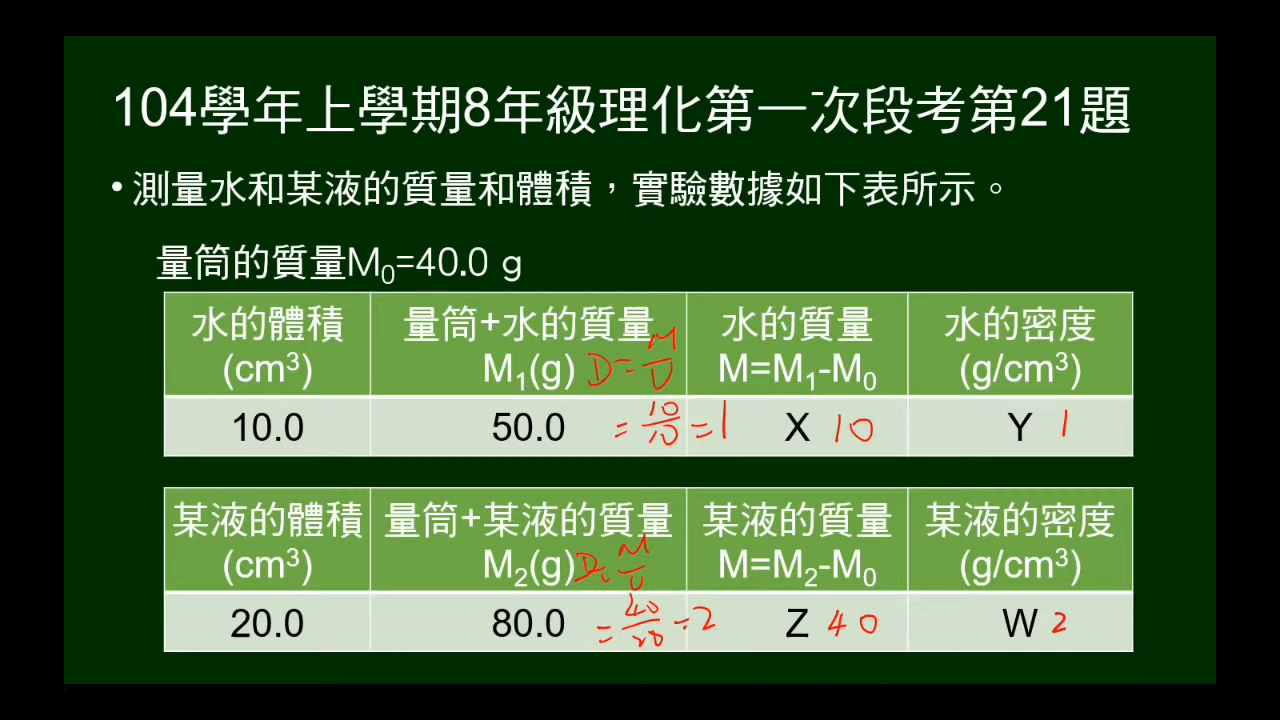 104學年上學期8年級理化第一次段考第21題
•測量水和某液的質量和體積，實驗數據如下表所示。
量筒的質量M₀=40.0 g
水的體積 (cm³) 量筒+水的質量 M₁(g) 水的質量 M=M₁-M₀ 水的密度 (g/cm³)
D=M/V
10.0 50.0 =10/10=1 X 10 Y 1
某液的體積 (cm³) 量筒+某液的質量 M₂(g) 某液的質量 M=M₂-M₀ 某液的密度 (g/cm³)
D=M/V
20.0 80.0 =40/20=2 Z 40 W 2